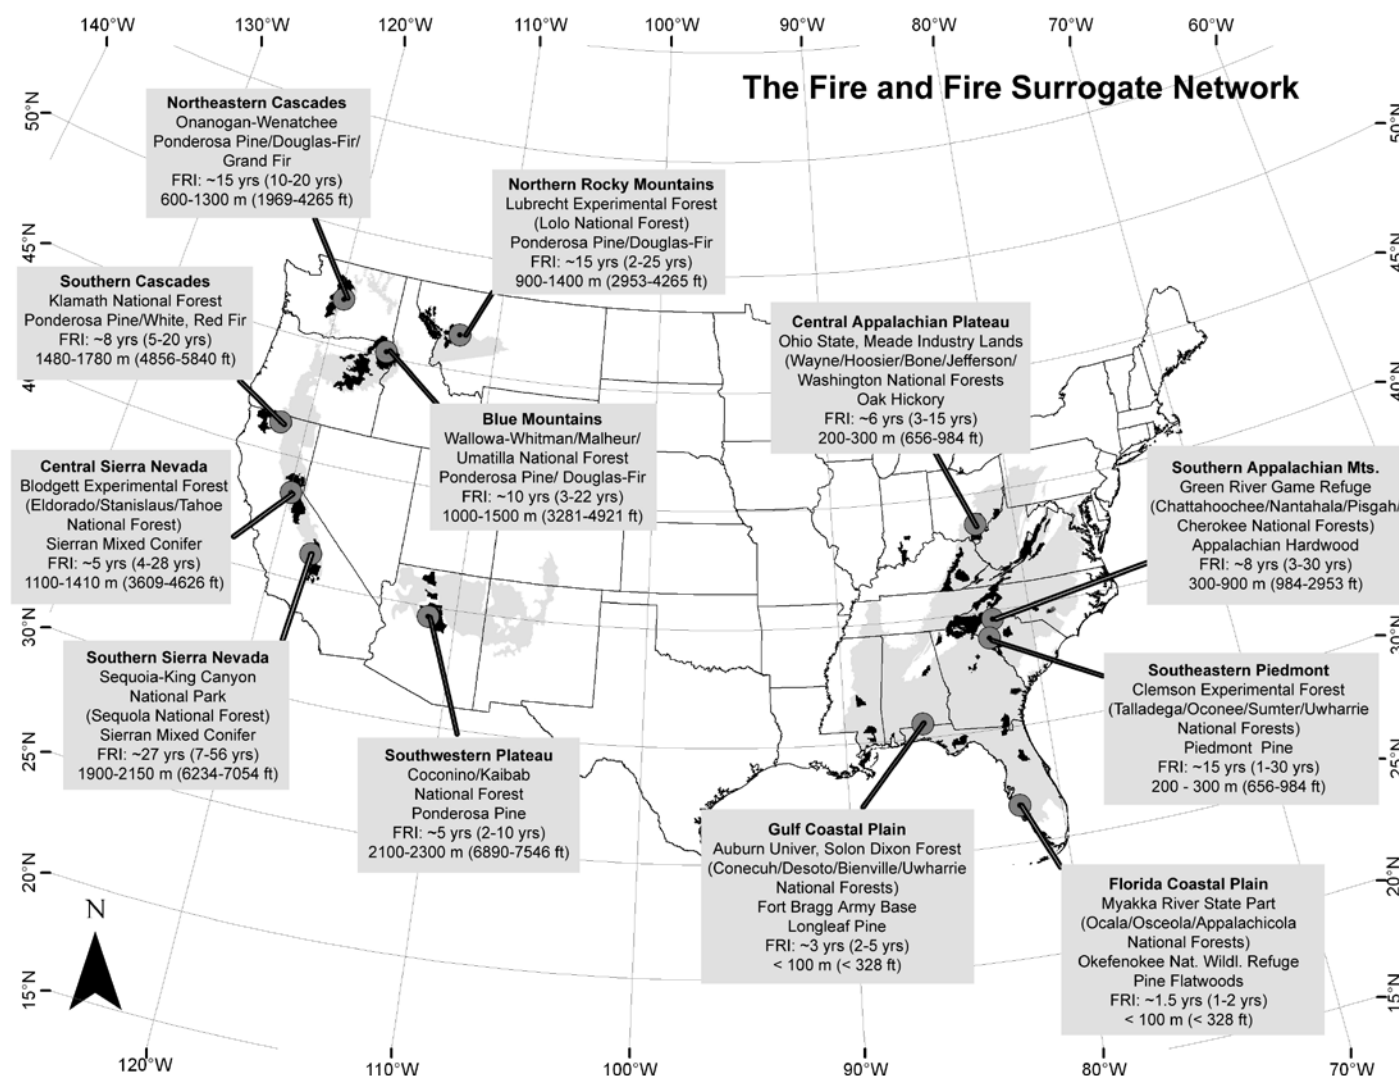 140°W 130°W 120°W 110°W 100°W 90°W 80°W 70°W 60°W
The Fire and Fire Surrogate Network
50°N
45°N
30°N
25°N
20°N
15°N
Northeastern Cascades
Onanogan-Wenatchee
Ponderosa Pine/Douglas-Fir/
Grand Fir
FRI: ~15 yrs (10-20 yrs)
600-1300 m (1969-4265 ft)
Northern Rocky Mountains
Lubrecht Experimental Forest
(Lolo National Forest)
Ponderosa Pine/Douglas-Fir
FRI: ~15 yrs (2-25 yrs)
900-1400 m (2953-4265 ft)
Southern Cascades
Klamath National Forest
Ponderosa Pine/White, Red Fir
FRI: ~8 yrs (5-20 yrs)
1480-1780 m (4856-5840 ft)
Central Appalachian Plateau
Ohio State, Meade Industry Lands
(Wayne/Hoosier/Bone/Jefferson/
Washington National Forests
Oak Hickory
FRI: ~6 yrs (3-15 yrs)
200-300 m (656-984 ft)
Blue Mountains
Wallowa-Whitman/Malheur/
Umatilla National Forest
Ponderosa Pine/ Douglas-Fir
FRI: ~10 yrs (3-22 yrs)
1000-1500 m (3281-4921 ft)
Central Sierra Nevada
Blodgett Experimental Forest
(Eldorado/Stanislaus/Tahoe
National Forest)
Sierran Mixed Conifer
FRI: ~5 yrs (4-28 yrs)
1100-1410 m (3609-4626 ft)
Southern Appalachian Mts.
Green River Game Refuge
(Chattahoochee/Nantahala/Pisgah/
Cherokee National Forests)
Appalachian Hardwood
FRI: ~8 yrs (3-30 yrs)
300-900 m (984-2953 ft)
Southern Sierra Nevada
Sequoia-King Canyon
National Park
(Sequola National Forest)
Sierran Mixed Conifer
FRI: ~27 yrs (7-56 yrs)
1900-2150 m (6234-7054 ft)
Southeastern Piedmont
Clemson Experimental Forest
(Talladega/Oconee/Sumter/Uwharrie
National Forests)
Piedmont Pine
FRI: ~15 yrs (1-30 yrs)
200 - 300 m (656-984 ft)
Southwestern Plateau
Coconino/Kaibab
National Forest
Ponderosa Pine
FRI: ~5 yrs (2-10 yrs)
2100-2300 m (6890-7546 ft)
Gulf Coastal Plain
Auburn Univer, Solon Dixon Forest
(Conecuh/Desoto/Bienville/Uwharrie
National Forests)
Fort Bragg Army Base
Longleaf Pine
FRI: ~3 yrs (2-5 yrs)
< 100 m (< 328 ft)
Florida Coastal Plain
Myakka River State Part
(Ocala/Osceola/Appalachicola
National Forests)
Okefenokee Nat. Wildl. Refuge
Pine Flatwoods
FRI: ~1.5 yrs (1-2 yrs)
< 100 m (< 328 ft)
50°N
45°N
40°N
30°N
25°N
20°N
15°N
N
120°W 110°W 100°W 90°W 80°W 70°W